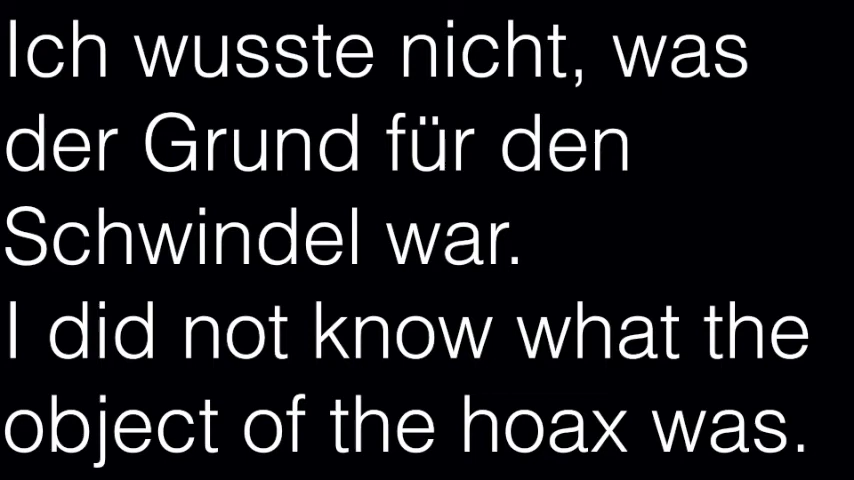 Ich wusste nicht, was
der Grund für den
Schwindel war.
I did not know what the
object of the hoax was.